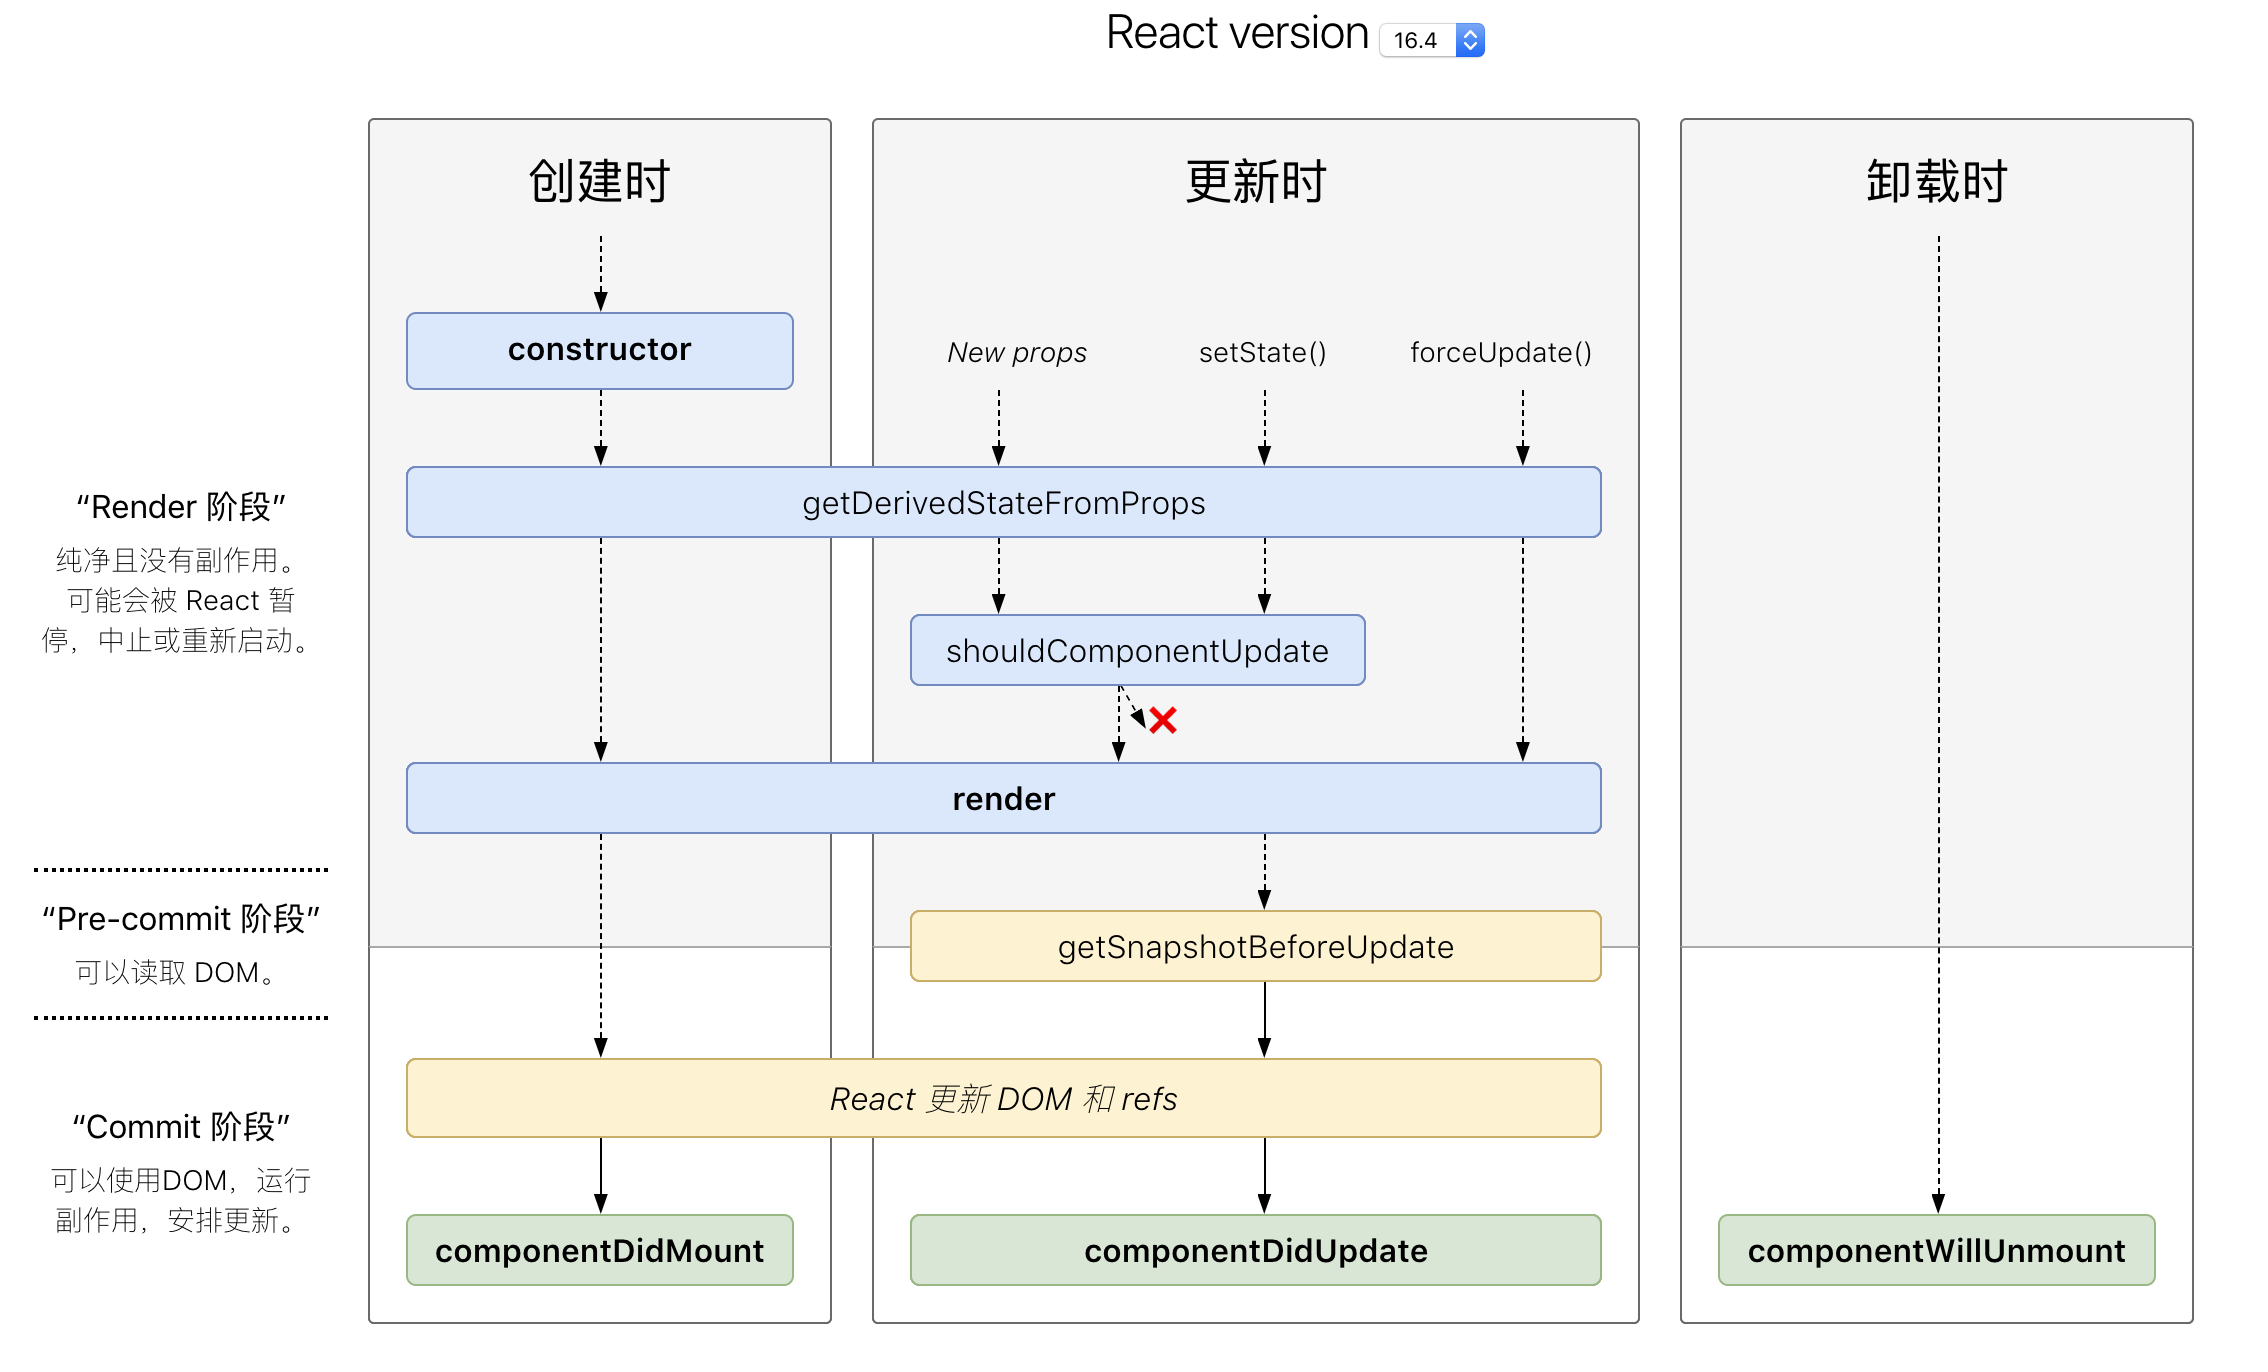 React version 16.4
创建时
更新时
卸载时
constructor
New props
setState()
forceUpdate()
getDerivedStateFromProps
“Render 阶段”
纯净且没有副作用。
可能会被 React 暂
停，中止或重新启动。
shouldComponentUpdate
render
“Pre-commit 阶段”
可以读取 DOM。
getSnapshotBeforeUpdate
React 更新 DOM 和 refs
“Commit 阶段”
可以使用DOM，运行
副作用，安排更新。
componentDidMount
componentDidUpdate
componentWillUnmount